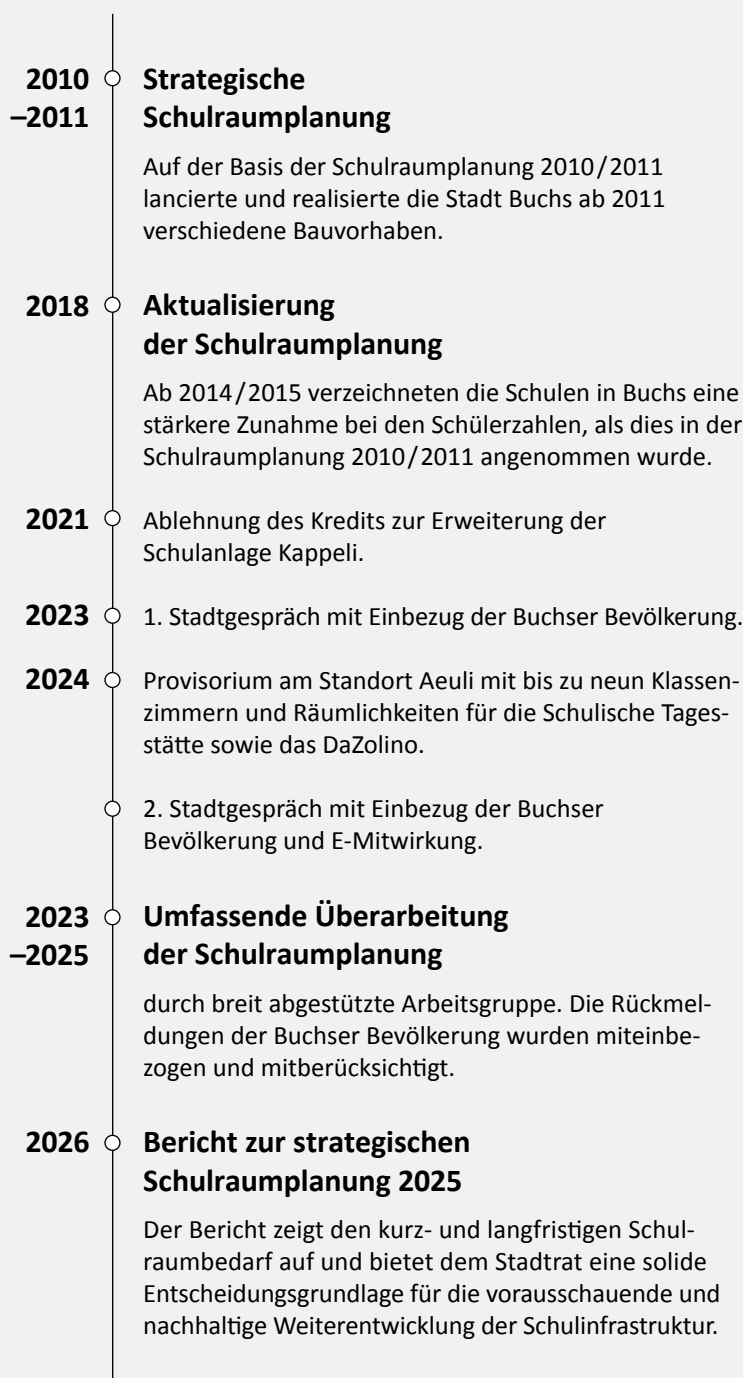 2010
–2011
Strategische
Schulraumplanung
Auf der Basis der Schulraumplanung 2010/2011
lancierte und realisierte die Stadt Buchs ab 2011
verschiedene Bauvorhaben.
2018
Aktualisierung
der Schulraumplanung
Ab 2014/2015 verzeichneten die Schulen in Buchs eine
stärkere Zunahme bei den Schülerzahlen, als dies in der
Schulraumplanung 2010/2011 angenommen wurde.
2021
Ablehnung des Kredits zur Erweiterung der
Schulanlage Kappeli.
2023
1. Stadtgespräch mit Einbezug der Buchser Bevölkerung.
2024
Provisorium am Standort Aeuli mit bis zu neun Klassen-
zimmern und Räumlichkeiten für die Schulische Tages-
stätte sowie das DaZolino.
2. Stadtgespräch mit Einbezug der Buchser
Bevölkerung und E-Mitwirkung.
2023
–2025
Umfassende Überarbeitung
der Schulraumplanung
durch breit abgestützte Arbeitsgruppe. Die Rückmel-
dungen der Buchser Bevölkerung wurden miteinbe-
zogen und mitberücksichtigt.
2026
Bericht zur strategischen
Schulraumplanung 2025
Der Bericht zeigt den kurz- und langfristigen Schul-
raumbedarf auf und bietet dem Stadtrat eine solide
Entscheidungsgrundlage für die vorausschauende und
nachhaltige Weiterentwicklung der Schulinfrastruktur.